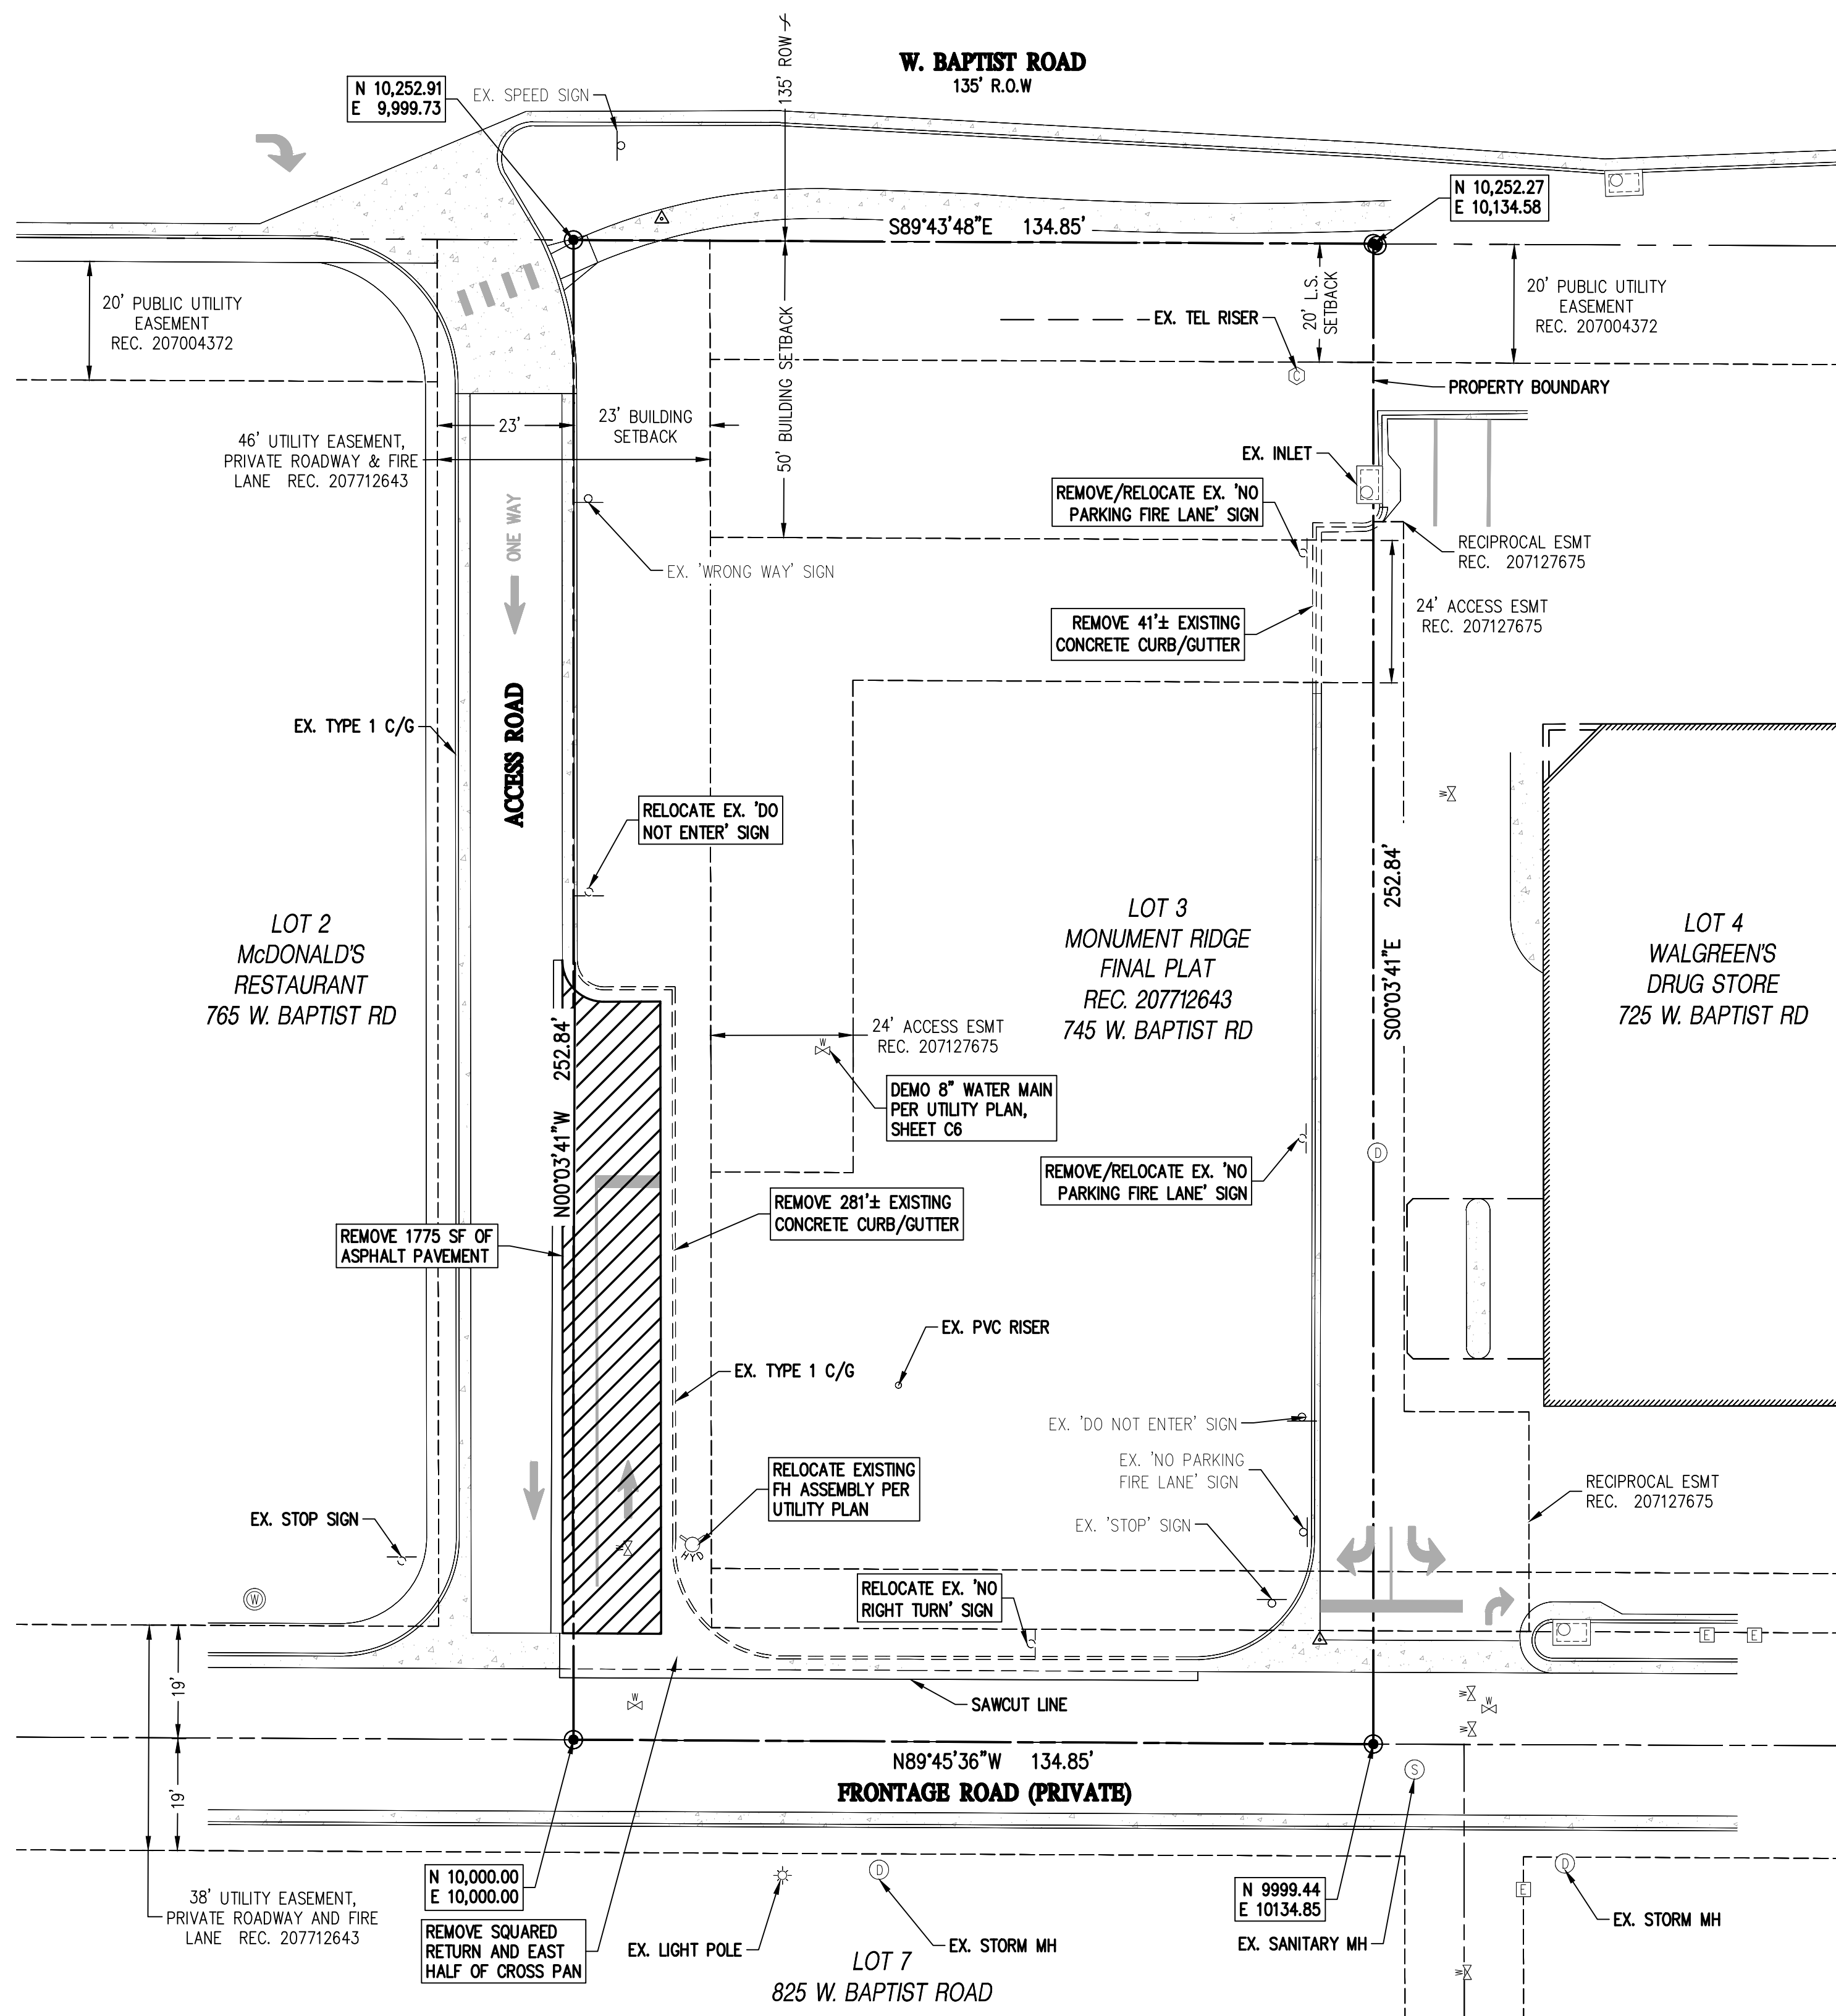 W. BAPTIST ROAD
135' R.O.W
135' ROW
N 10,252.91
E 9,999.73
EX. SPEED SIGN
N 10,252.27
E 10,134.58
S89°43'48"E 134.85'
20' PUBLIC UTILITY
EASEMENT
REC. 207004372
20' L.S.
SETBACK
20' PUBLIC UTILITY
EASEMENT
REC. 207004372
EX. TEL RISER
C
PROPERTY BOUNDARY
50' BUILDING SETBACK
23'
23' BUILDING
SETBACK
46' UTILITY EASEMENT,
PRIVATE ROADWAY & FIRE
LANE REC. 207712643
EX. INLET
ONE WAY
REMOVE/RELOCATE EX. 'NO
PARKING FIRE LANE' SIGN
EX. 'WRONG WAY' SIGN
RECIPROCAL ESMT
REC. 207127675
24' ACCESS ESMT
REC. 207127675
REMOVE 41'± EXISTING
CONCRETE CURB/GUTTER
EX. TYPE 1 C/G
ACCESS ROAD
RELOCATE EX. 'DO
NOT ENTER' SIGN
W
S00°03'41"E 252.84'
LOT 2
McDONALD'S
RESTAURANT
765 W. BAPTIST RD
LOT 3
MONUMENT RIDGE
FINAL PLAT
REC. 207712643
745 W. BAPTIST RD
LOT 4
WALGREEN'S
DRUG STORE
725 W. BAPTIST RD
N00°03'41"W 252.84'
24' ACCESS ESMT
REC. 207127675
W
DEMO 8" WATER MAIN
PER UTILITY PLAN,
SHEET C6
D
REMOVE/RELOCATE EX. 'NO
PARKING FIRE LANE' SIGN
REMOVE 281'± EXISTING
CONCRETE CURB/GUTTER
REMOVE 1775 SF OF
ASPHALT PAVEMENT
EX. PVC RISER
EX. TYPE 1 C/G
EX. 'DO NOT ENTER' SIGN
EX. 'NO PARKING
FIRE LANE' SIGN
RELOCATE EXISTING
FH ASSEMBLY PER
UTILITY PLAN
RECIPROCAL ESMT
REC. 207127675
EX. STOP SIGN
EX. 'STOP' SIGN
W
HYD
W
RELOCATE EX. 'NO
RIGHT TURN' SIGN
E
E
19'
W
SAWCUT LINE
W
W
W
N89°45'36"W 134.85'
FRONTAGE ROAD (PRIVATE)
S
19'
N 10,000.00
E 10,000.00
D
N 9999.44
E 10134.85
D
E
38' UTILITY EASEMENT,
PRIVATE ROADWAY AND FIRE
LANE REC. 207712643
REMOVE SQUARED
RETURN AND EAST
HALF OF CROSS PAN
EX. LIGHT POLE
EX. STORM MH
EX. SANITARY MH
EX. STORM MH
LOT 7
825 W. BAPTIST ROAD
W